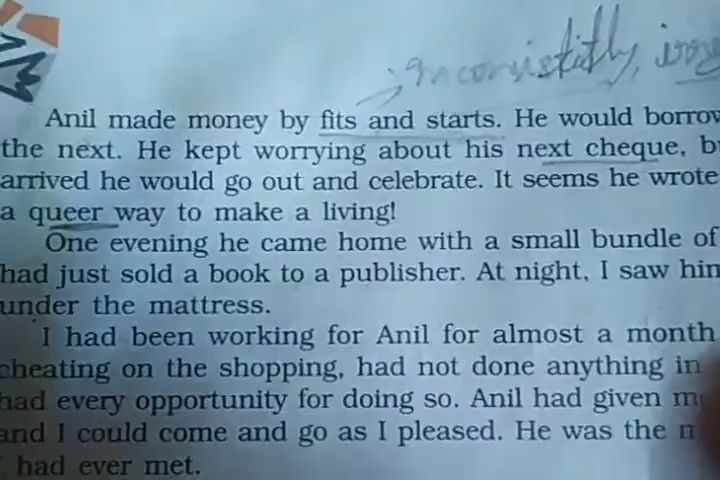 Anil made money by fits and starts. He would borrow
the next. He kept worrying about his next cheque, b
arrived he would go out and celebrate. It seems he wrote
a queer way to make a living!
One evening he came home with a small bundle of
had just sold a book to a publisher. At night, I saw him
under the mattress.
I had been working for Anil for almost a month
cheating on the shopping, had not done anything in
had every opportunity for doing so. Anil had given m
and I could come and go as I pleased. He was the
had ever met.